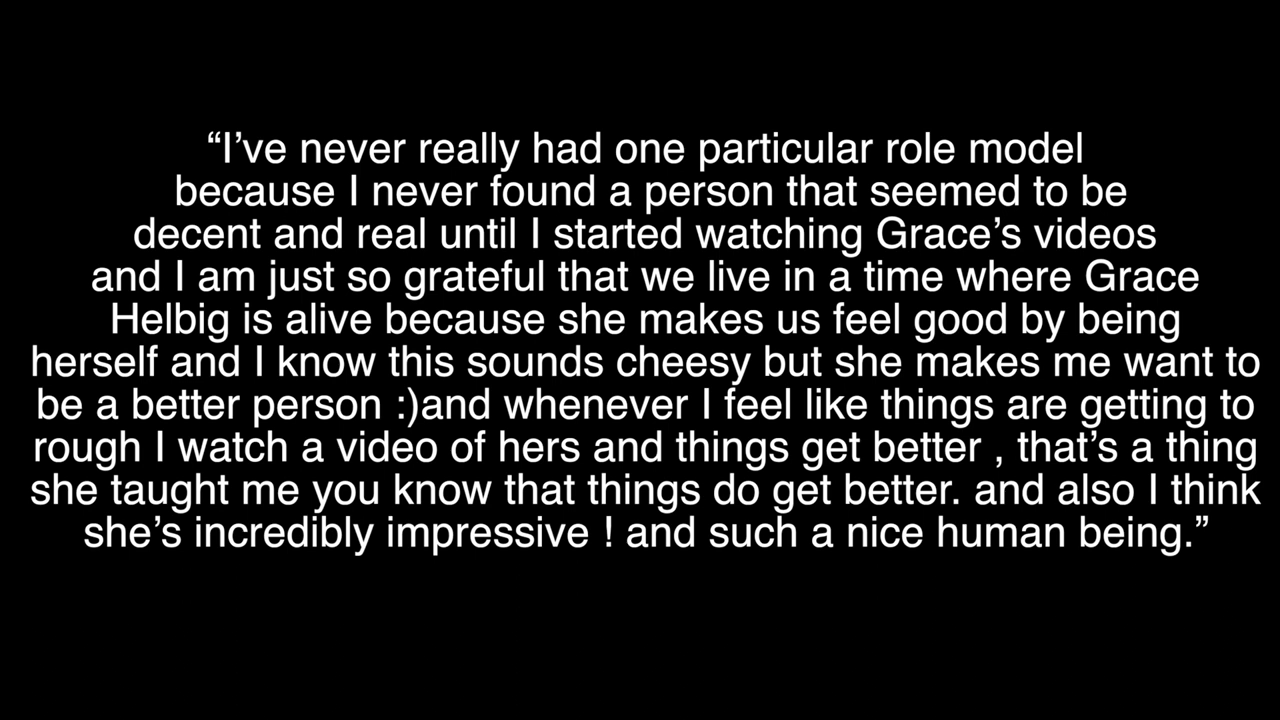 “I’ve never really had one particular role model
because I never found a person that seemed to be
decent and real until I started watching Grace’s videos
and I am just so grateful that we live in a time where Grace
Helbig is alive because she makes us feel good by being
herself and I know this sounds cheesy but she makes me want to
be a better person :)and whenever I feel like things are getting to
rough I watch a video of hers and things get better , that’s a thing
she taught me you know that things do get better. and also I think
she’s incredibly impressive ! and such a nice human being.”